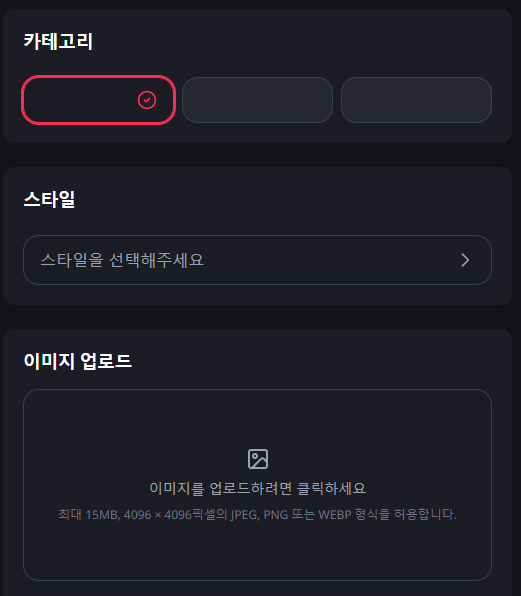 카테고리
스타일
스타일을 선택해주세요
이미지 업로드
이미지를 업로드하려면 클릭하세요
최대 15MB, 4096 × 4096픽셀의 JPEG, PNG 또는 WEBP 형식을 허용합니다.